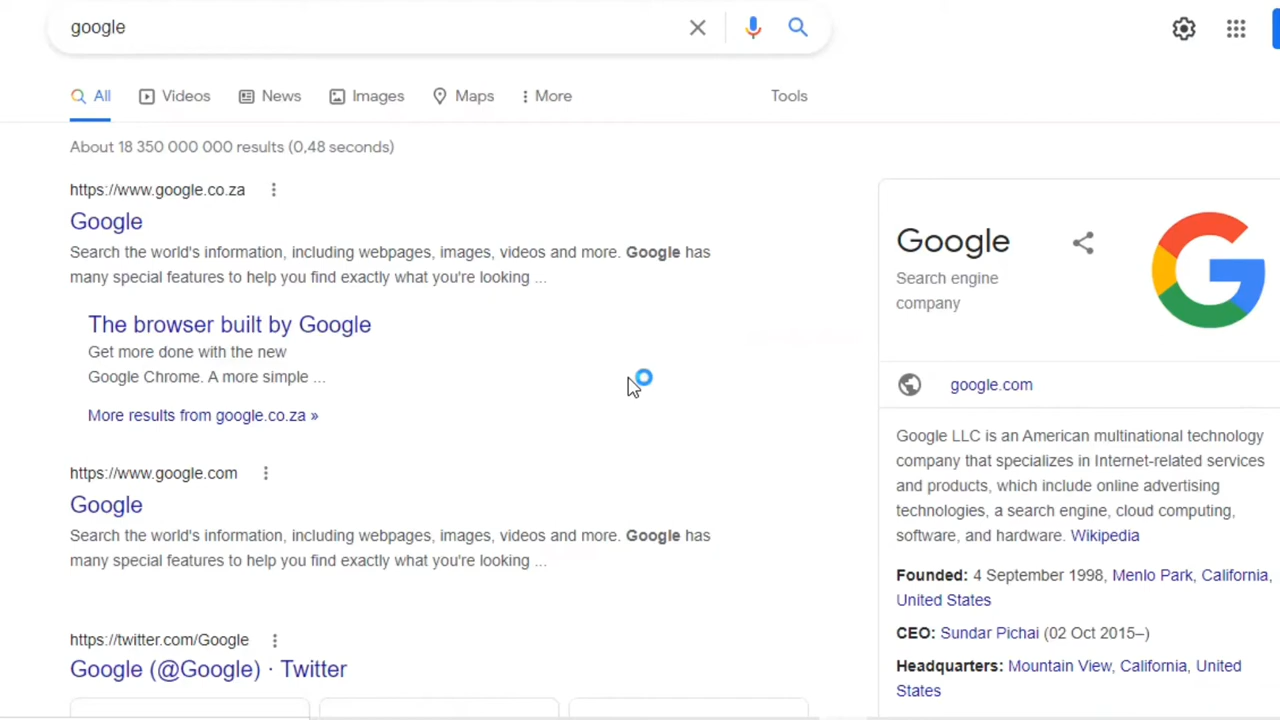 google
All Videos News Images Maps More Tools
About 18 350 000 000 results (0,48 seconds)
https://www.google.co.za
Google
Search the world's information, including webpages, images, videos and more. Google has
many special features to help you find exactly what you're looking ...
The browser built by Google
Get more done with the new
Google Chrome. A more simple ...
More results from google.co.za »
https://www.google.com
Google
Search the world's information, including webpages, images, videos and more. Google has
many special features to help you find exactly what you're looking ...
https://twitter.com/Google
Google (@Google) · Twitter
Google
Search engine
company
google.com
Google LLC is an American multinational technology
company that specializes in Internet-related services
and products, which include online advertising
technologies, a search engine, cloud computing,
software, and hardware. Wikipedia
Founded: 4 September 1998, Menlo Park, California,
United States
CEO: Sundar Pichai (02 Oct 2015–)
Headquarters: Mountain View, California, United
States